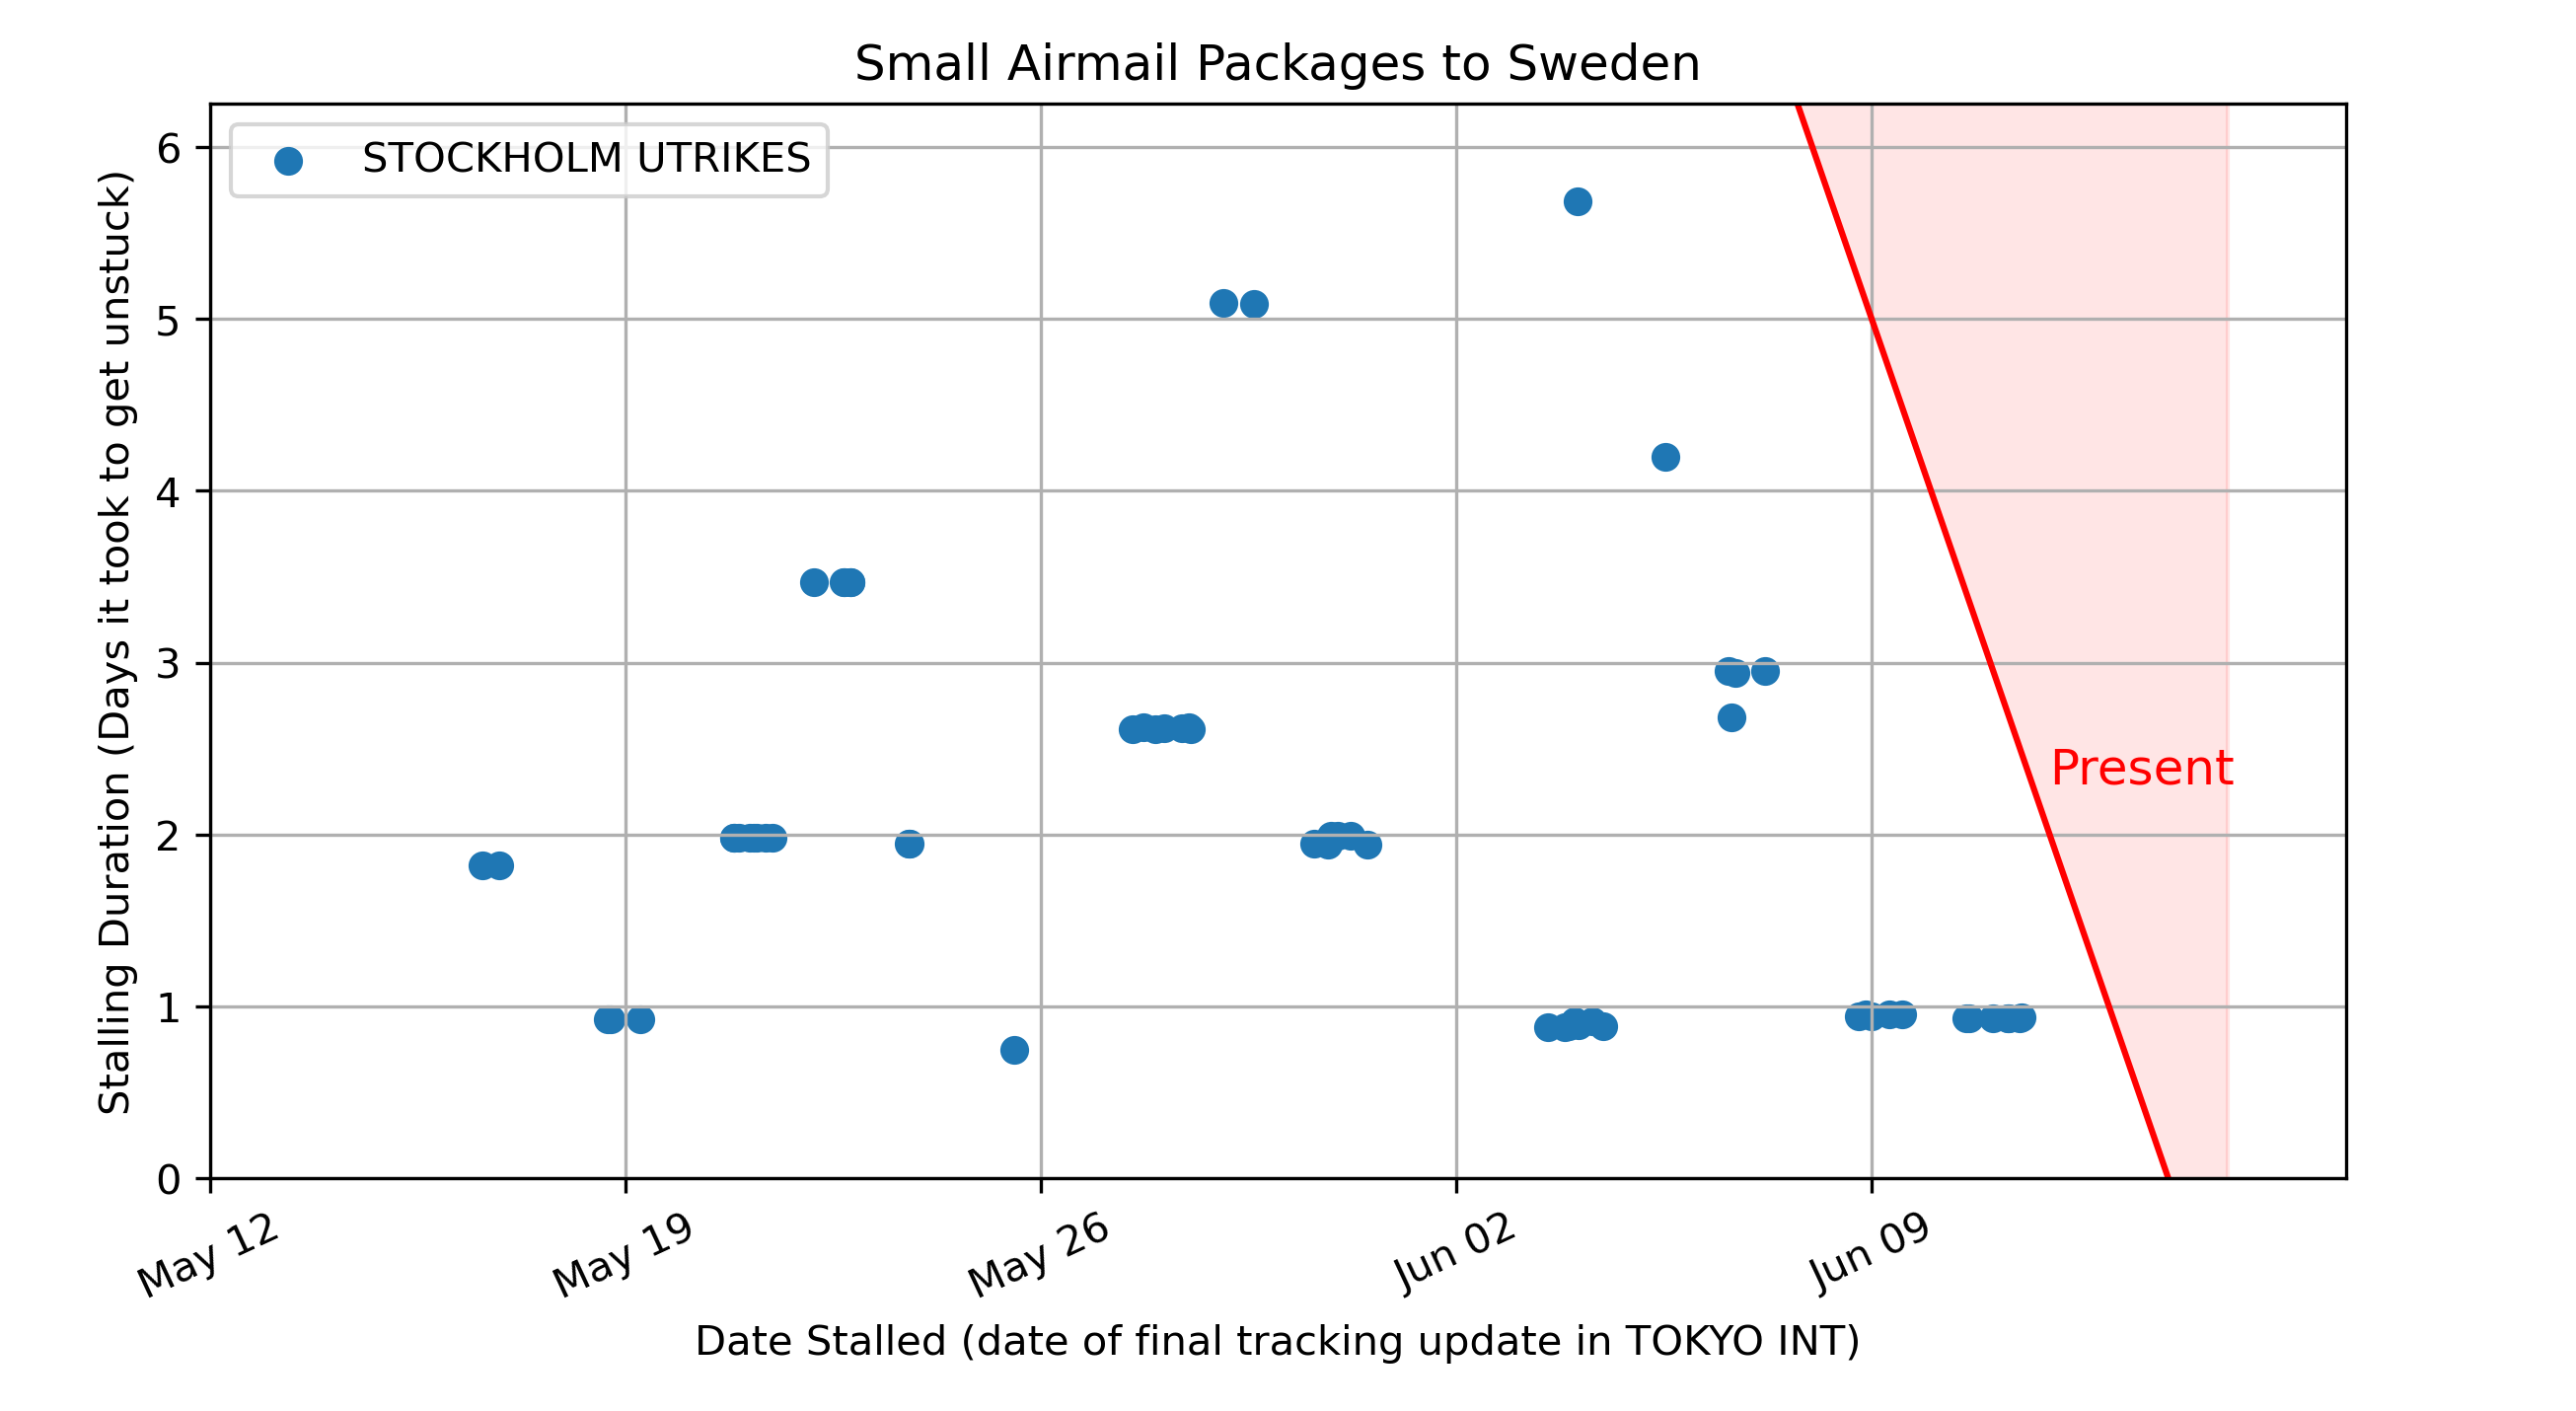 Small Airmail Packages to Sweden
STOCKHOLM UTRIKES
Stalling Duration (Days it took to get unstuck)
6
5
4
3
2
1
0
Present
May 12
May 19
May 26
Jun 02
Jun 09
Date Stalled (date of final tracking update in TOKYO INT)